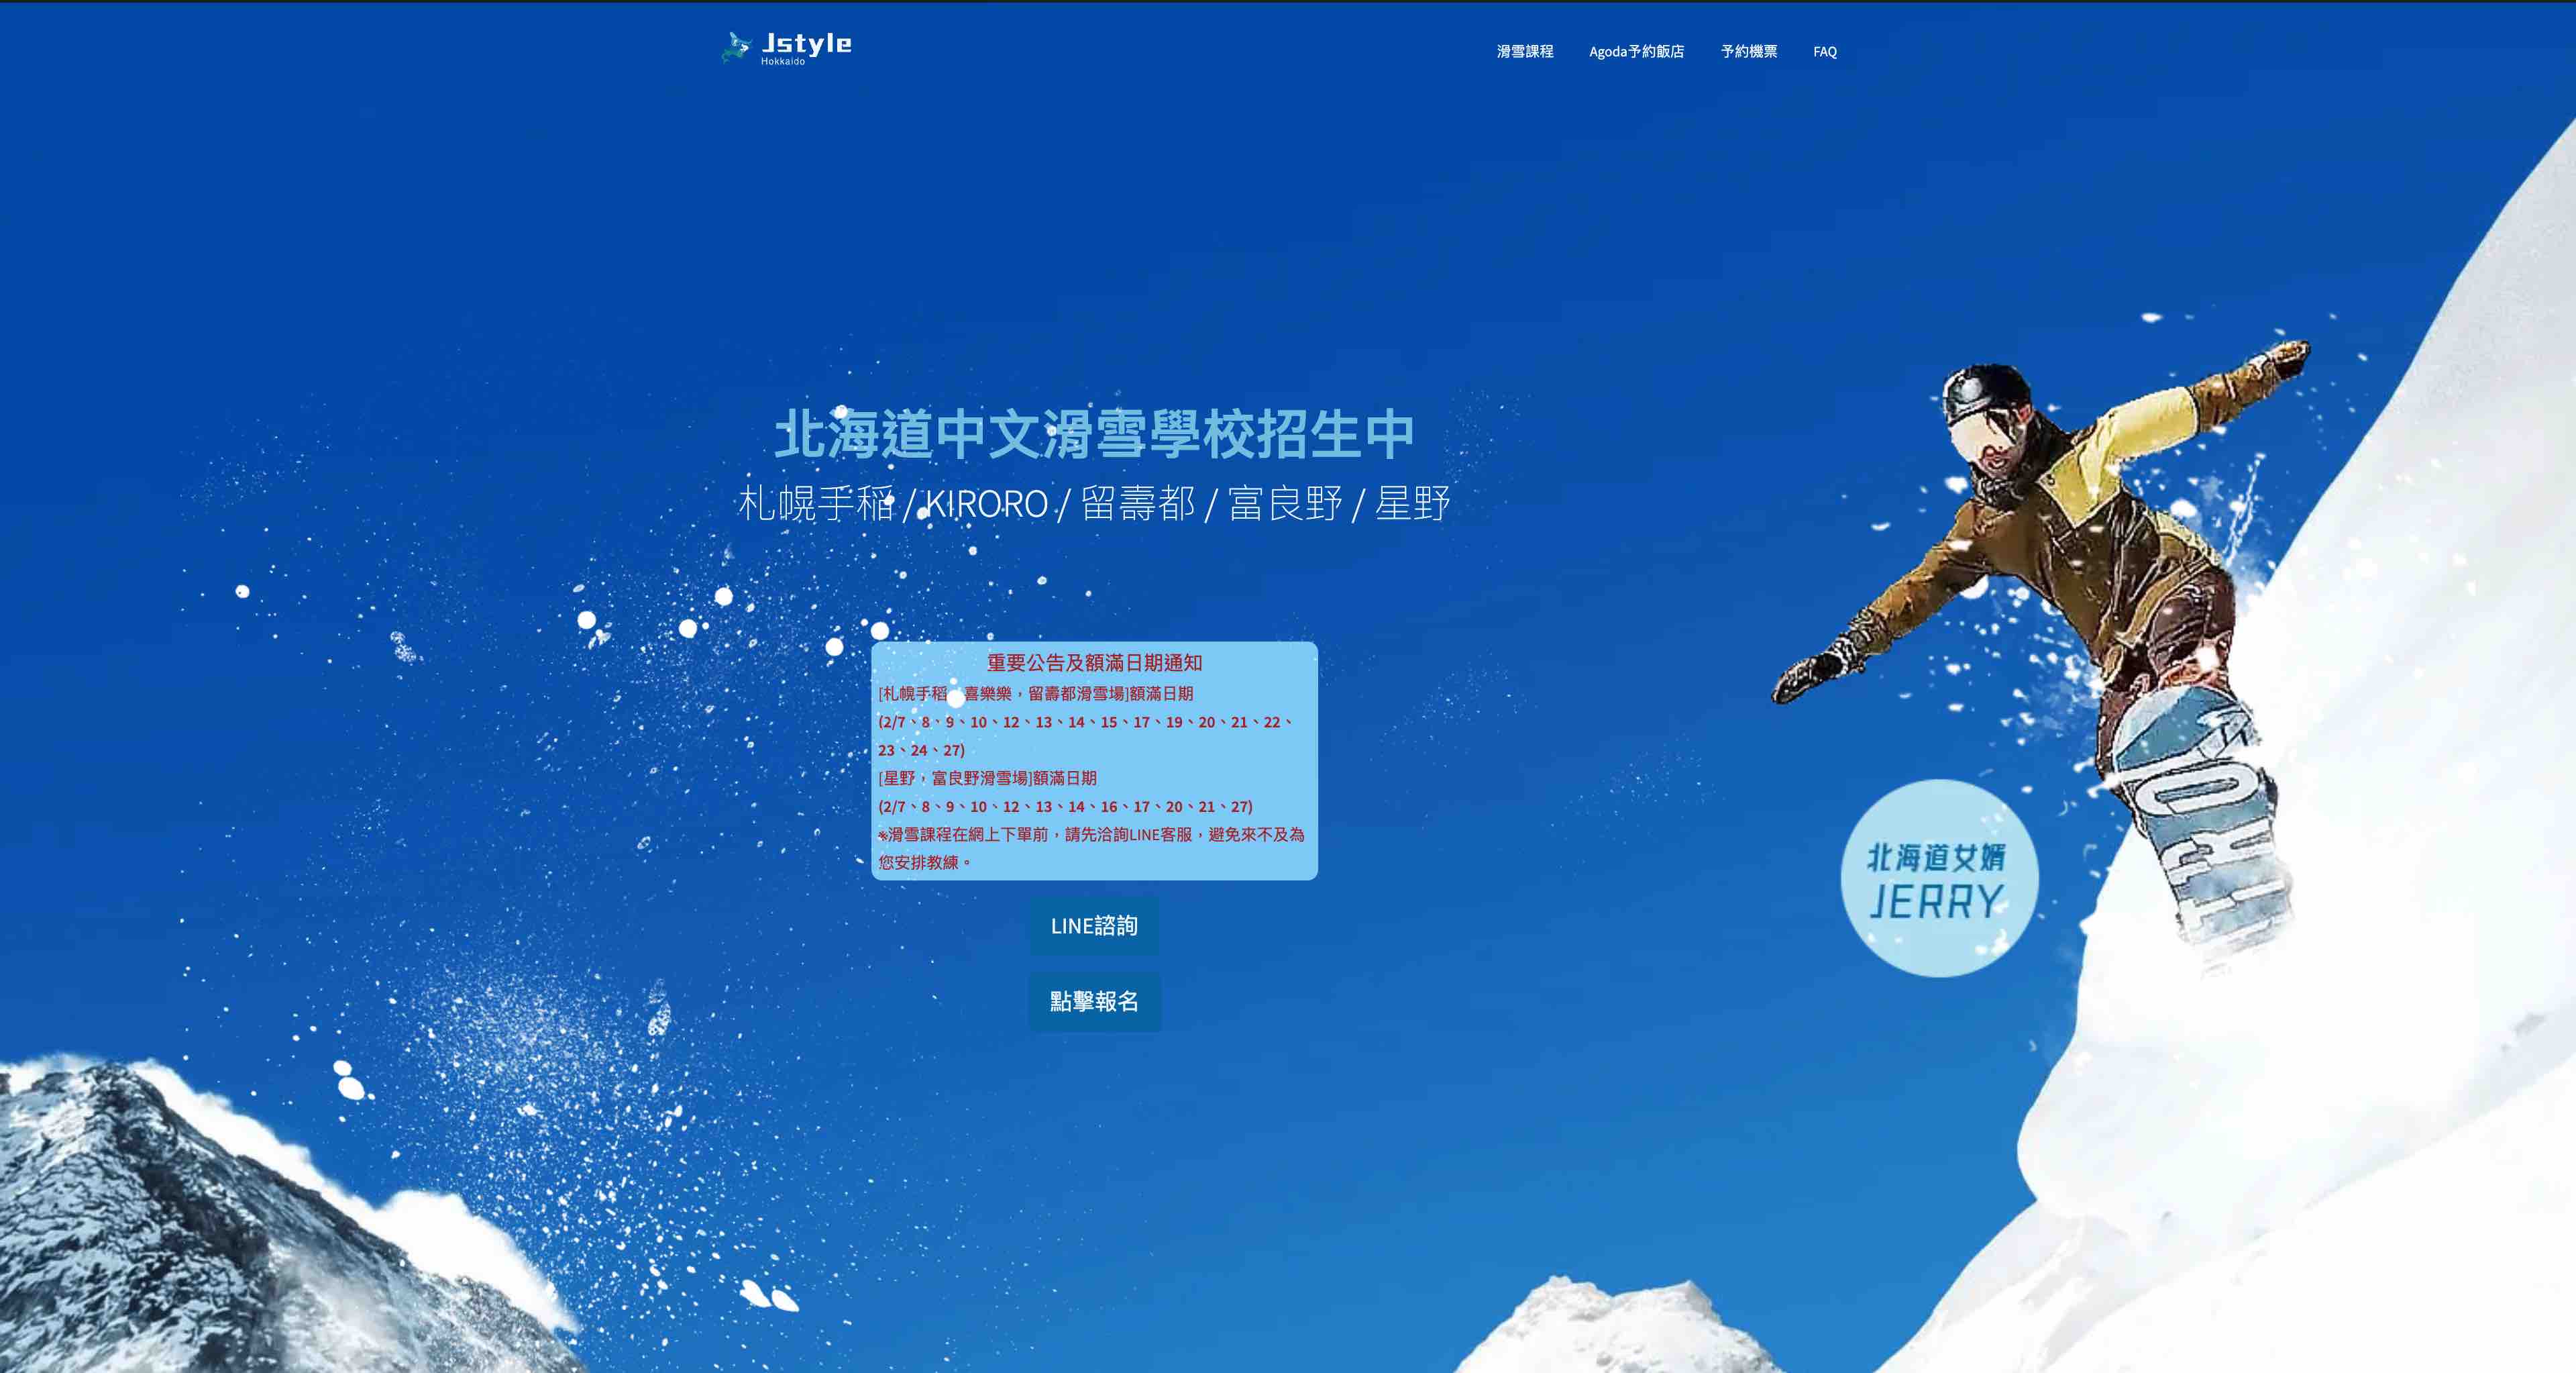 Jstyle
Hokkaido
滑雪課程
Agoda予約飯店
予約機票
FAQ
北海道中文滑雪學校招生中
札幌手稲 / KIRORO / 留壽都 / 富良野 / 星野
重要公告及額滿日期通知
[札幌手稻，喜樂樂，留壽都滑雪場]額滿日期
(2/7、8、9、10、12、13、14、15、17、19、20、21、22、
23、24、27)
[星野，富良野滑雪場]額滿日期
(2/7、8、9、10、12、13、14、16、17、20、21、27)
※滑雪課程在網上下單前，請先洽詢LINE客服，避免來不及為
您安排教練。
LINE諮詢
點擊報名
北海道女婿
JERRY